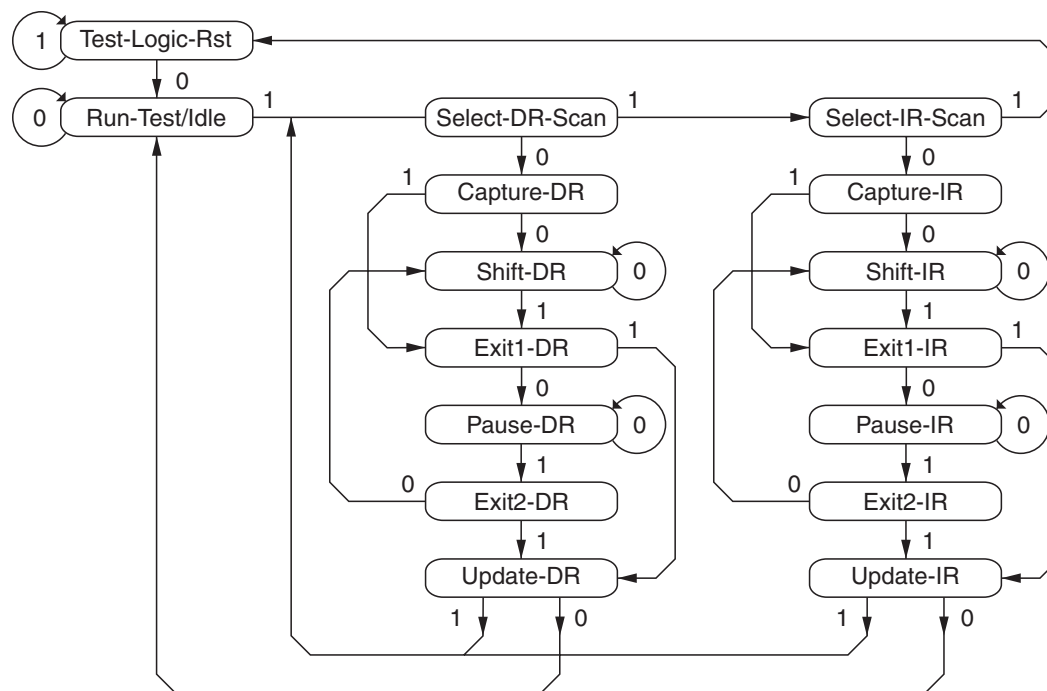 1 Test-Logic-Rst
0
0 Run-Test/Idle 1 Select-DR-Scan 1 Select-IR-Scan 1
0 0
1 Capture-DR 1 Capture-IR
0 0
Shift-DR 0 Shift-IR 0
1 1
Exit1-DR 1 Exit1-IR 1
0 0
Pause-DR 0 Pause-IR 0
1 1
0 Exit2-DR 0 Exit2-IR
1 1
Update-DR Update-IR
1 0 1 0